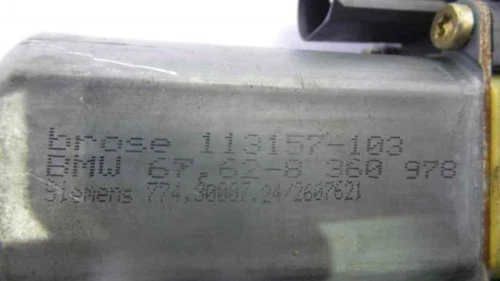 brose 113157-103
BMW 67.62-8 360 978
Siemens 774.30007.24/2607621